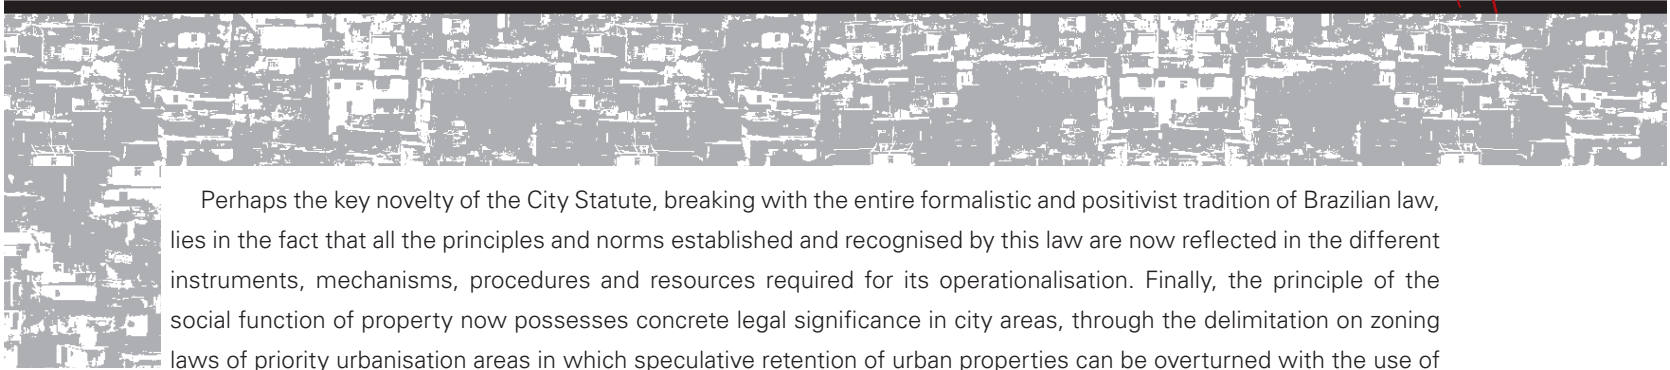 Perhaps the key novelty of the City Statute, breaking with the entire formalistic and positivist tradition of Brazilian law,
lies in the fact that all the principles and norms established and recognised by this law are now reflected in the different
instruments, mechanisms, procedures and resources required for its operationalisation. Finally, the principle of the
social function of property now possesses concrete legal significance in city areas, through the delimitation on zoning
laws of priority urbanisation areas in which speculative retention of urban properties can be overturned with the use of